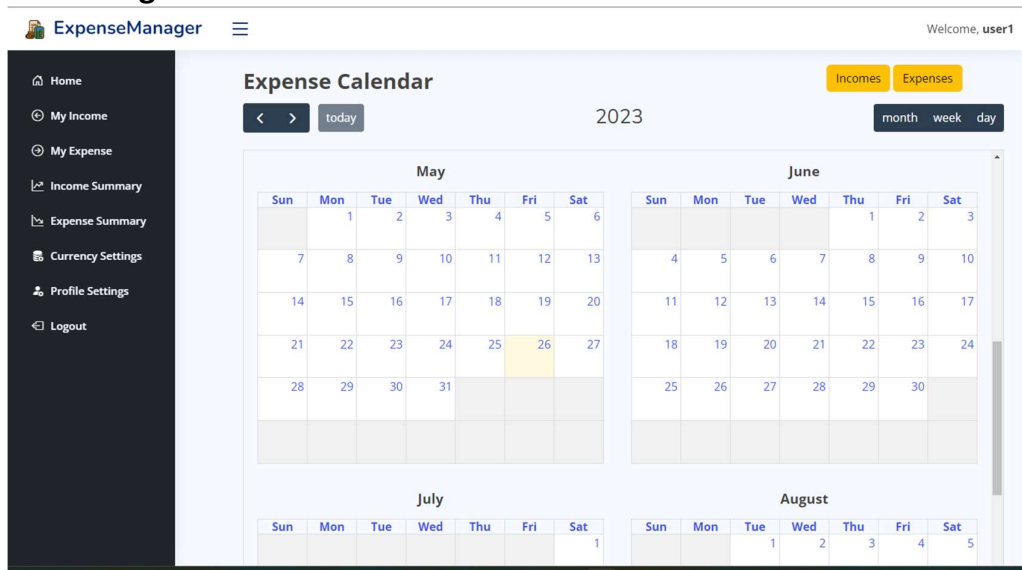 ExpenseManager
Welcome, user1
Home
My Income
My Expense
Income Summary
Expense Summary
Currency Settings
Profile Settings
Logout
Expense Calendar
Incomes Expenses
< > today
2023
month week day
May
Sun Mon Tue Wed Thu Fri Sat
1 2 3 4 5 6
7 8 9 10 11 12 13
14 15 16 17 18 19 20
21 22 23 24 25 26 27
28 29 30 31
June
Sun Mon Tue Wed Thu Fri Sat
1 2 3
4 5 6 7 8 9 10
11 12 13 14 15 16 17
18 19 20 21 22 23 24
25 26 27 28 29 30
July
Sun Mon Tue Wed Thu Fri Sat
1
August
Sun Mon Tue Wed Thu Fri Sat
1 2 3 4 5